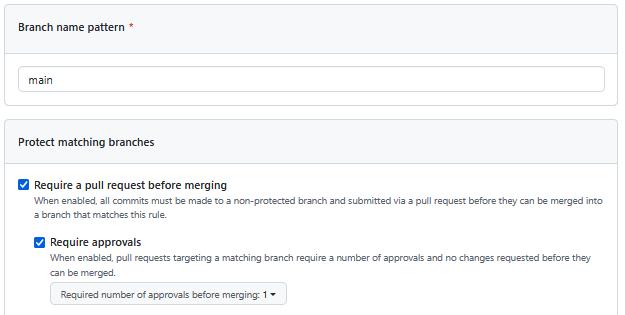 Branch name pattern *
main
Protect matching branches
Require a pull request before merging
When enabled, all commits must be made to a non-protected branch and submitted via a pull request before they can be merged into
a branch that matches this rule.
Require approvals
When enabled, pull requests targeting a matching branch require a number of approvals and no changes requested before they
can be merged.
Required number of approvals before merging: 1